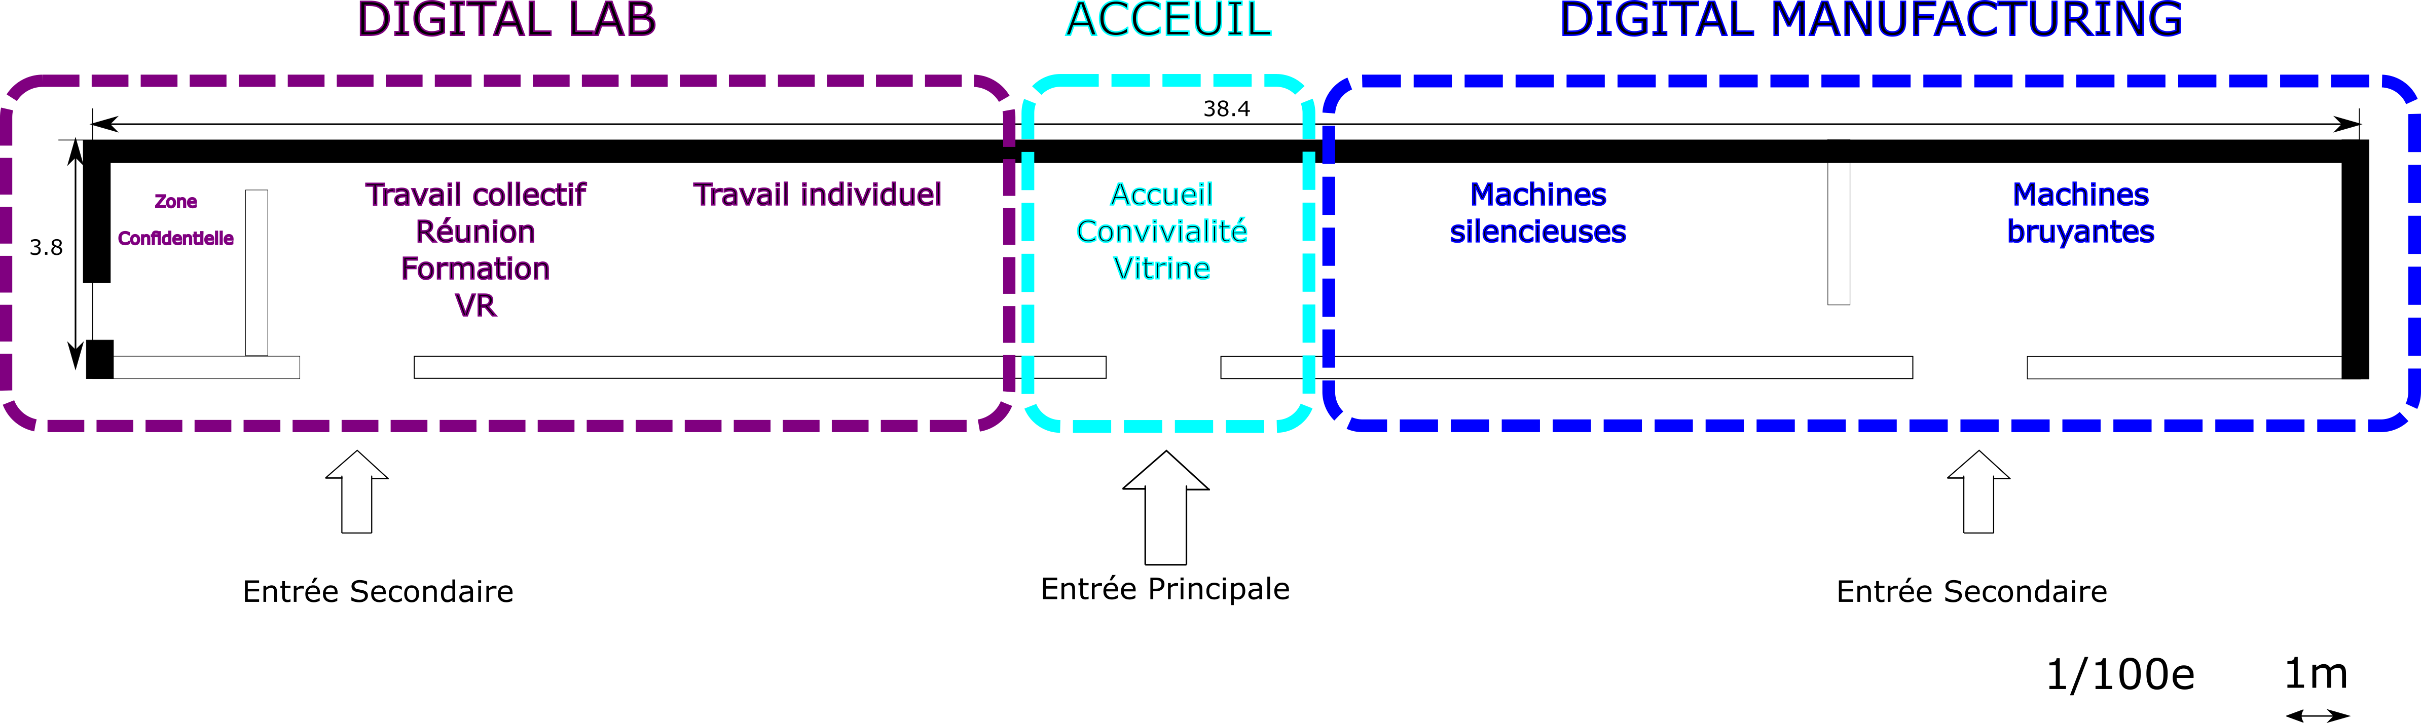 DIGITAL LAB
ACCEUIL
DIGITAL MANUFACTURING
38.4
3.8
Zone
Confidentielle
Travail collectif
Réunion
Formation
VR
Travail individuel
Accueil
Convivialité
Vitrine
Machines
silencieuses
Machines
bruyantes
Entrée Secondaire
Entrée Principale
Entrée Secondaire
1/100e
1m